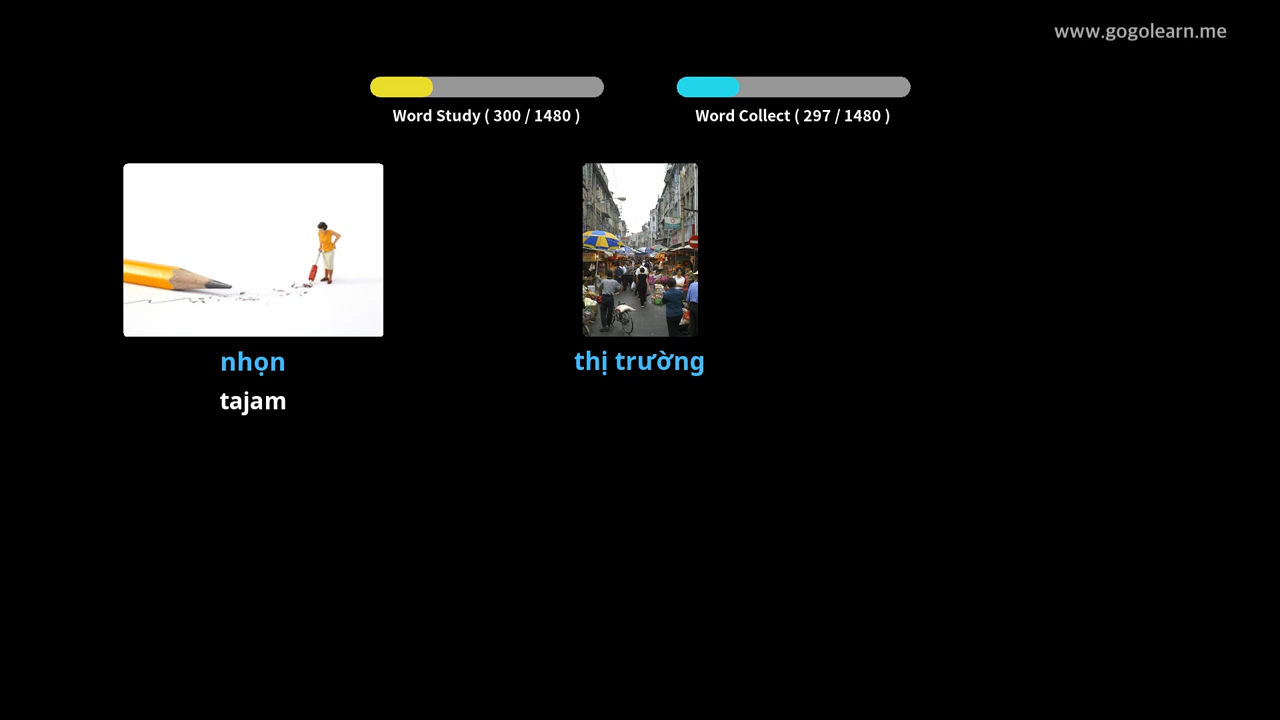 www.gogolearn.me
Word Study ( 300 / 1480 )
Word Collect ( 297 / 1480 )
nhọn
tajam
thị trường